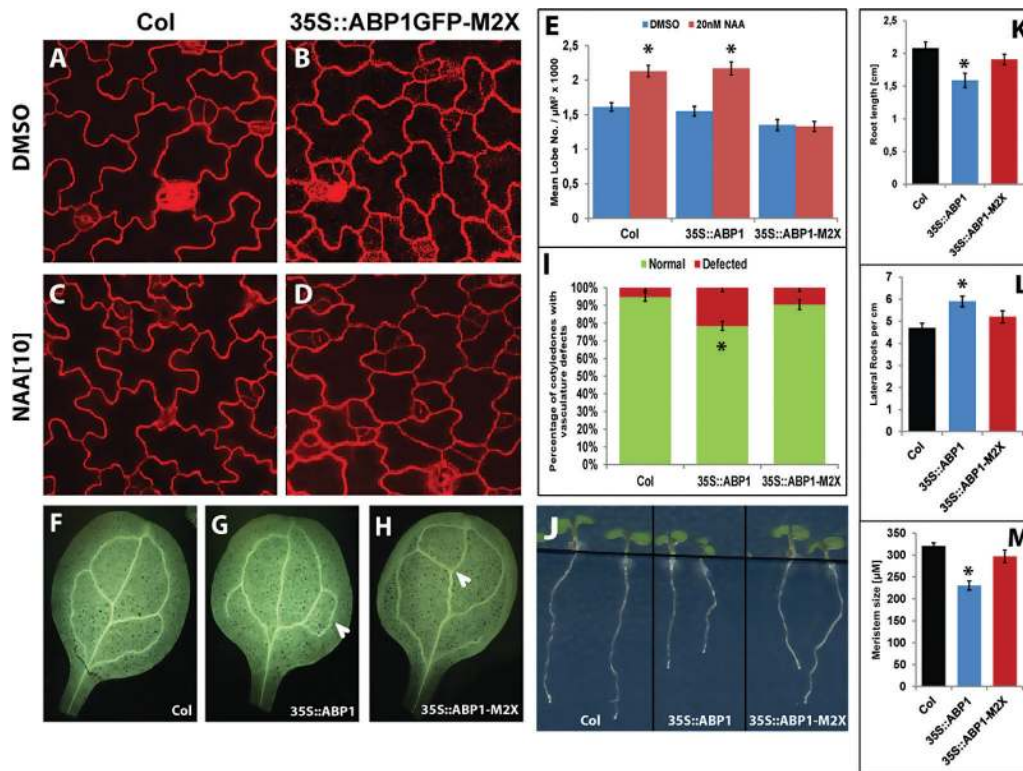 Col
35S::ABP1GFP-M2X
DMSO
A
B
NAA[10]
C
D
F
Col
G
35S::ABP1
H
35S::ABP1-M2X
E
DMSO 20nM NAA
Mean Lobe No. / µM² x 1000
2,5
2
1,5
1
0,5
0
*
*
Col
35S::ABP1
35S::ABP1-M2X
I
Normal Defected
Percentage of cotyledones with
vasculature defects
100%
90%
80%
70%
60%
50%
40%
30%
20%
10%
0%
*
Col
35S::ABP1
35S::ABP1-M2X
J
Col
35S::ABP1
35S::ABP1-M2X
K
Root length [cm]
2,5
2
1,5
1
0,5
0
*
Col
35S::ABP1
35S::ABP1-M2X
L
Lateral Roots per cm
7
6
5
4
3
2
1
0
*
Col
35S::ABP1
35S::ABP1-M2X
M
Meristem size [µM]
350
300
250
200
150
100
50
0
*
Col
35S::ABP1
35S::ABP1-M2X